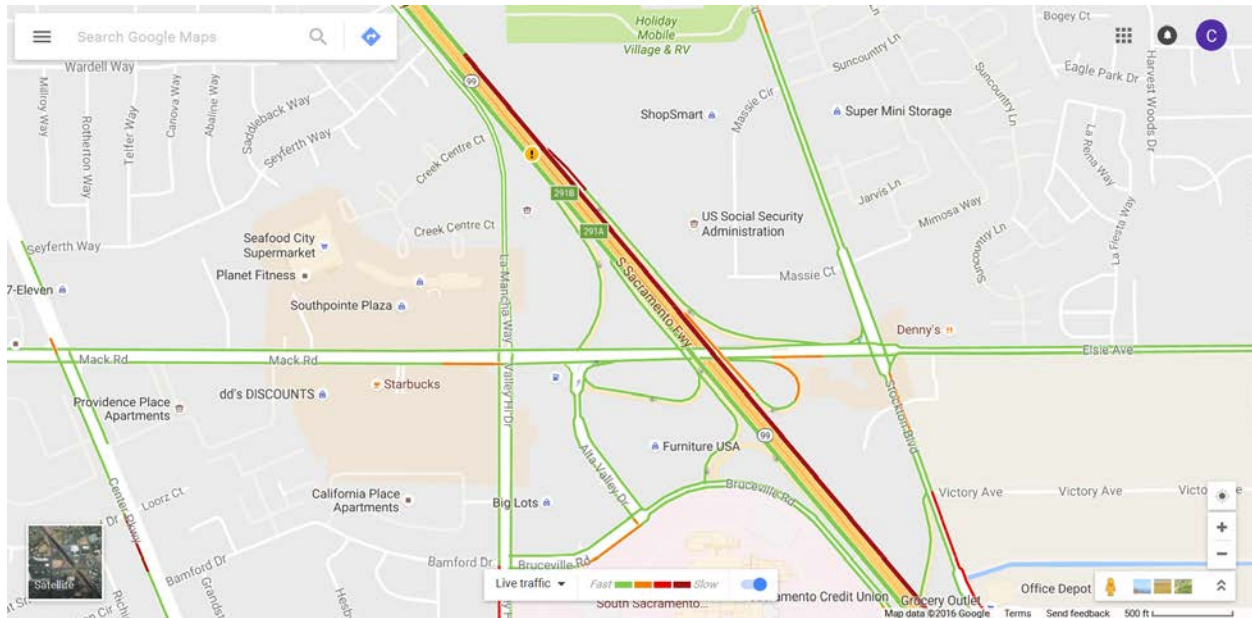 Search Google Maps
C
Holiday
Mobile
Village & RV
Bogey Ct
Wardell Way
Suncountry Ln
Eagle Park Dr
Harvest Woods Dr
99
Millroy Way
Rotherton Way
Telfer Way
Canova Way
Abaline Way
Saddleback Way
Seyferth Way
ShopSmart
Massie Cir
Super Mini Storage
Suncountry Ln
La Rema Way
Creek Centre Ct
291B
Jarvis Ln
Mimosa Way
La Fiesta Way
291A
US Social Security
Administration
Creek Centre Ct
Seyferth Way
Seafood City
Supermarket
Planet Fitness
Massie Ct
Suncountry Ln
7-Eleven
Southpointe Plaza
La Mancha Way
S Sacramento Fwy
Denny's
Mack Rd
Mack Rd
Elsie Ave
Starbucks
dd's DISCOUNTS
Valley Hi Dr
Stockton Blvd
Providence Place
Apartments
99
Furniture USA
Alta Valley Dr
Center Pkwy
Loorz Ct
California Place
Apartments
Big Lots
Bruceville Rd
Victory Ave
Victory Ave
Bamford Dr
Bamford Dr
Bruceville Rd
Satellite
Live traffic
Fast
Slow
Office Depot
South Sacramento...
Credit Union
Grocery Outlet
Map data ©2016 Google
Terms
Send feedback
500 ft